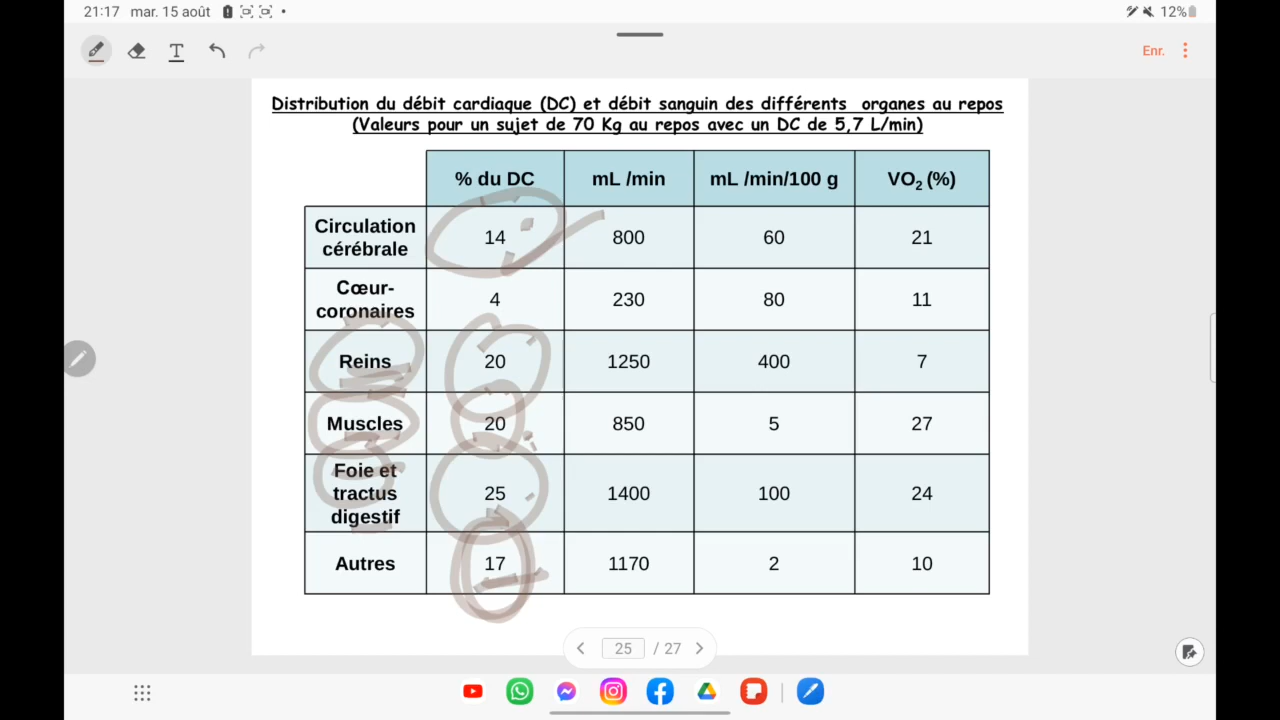 21:17 mar. 15 août 12%
T Enr.
Distribution du débit cardiaque (DC) et débit sanguin des différents organes au repos
(Valeurs pour un sujet de 70 Kg au repos avec un DC de 5,7 L/min)
% du DC mL /min mL /min/100 g VO2 (%)
Circulation
cérébrale 14 800 60 21
Cœur-
coronaires 4 230 80 11
Reins 20 1250 400 7
Muscles 20 850 5 27
Foie et
tractus 25 1400 100 24
digestif
Autres 17 1170 2 10
25 / 27